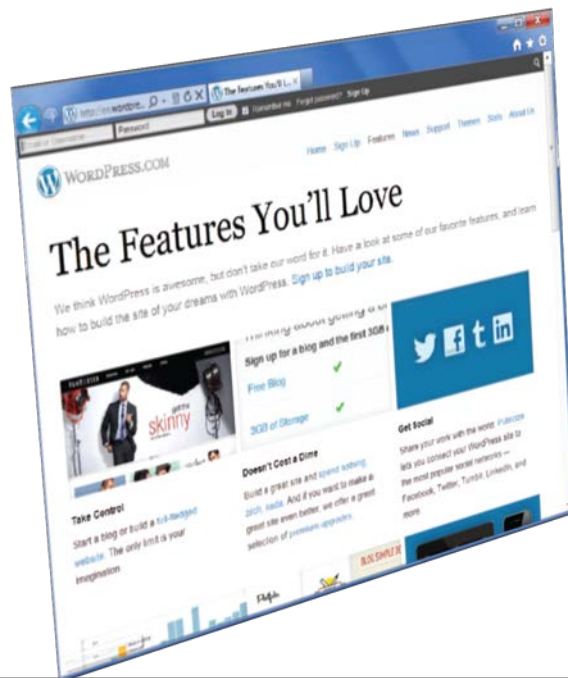 http://en.wordpre...
The Features You'll L...
Password
Log In
Remember me
Forgot password?
Sign Up
WORDPRESS.COM
Home Sign Up Features News Support Themes Stats About Us
The Features You'll Love
We think WordPress is awesome, but don't take our word for it. Have a look at some of our favorite features, and learn
how to build the site of your dreams with WordPress. Sign up to build your site.
skinny
Take Control
Start a blog or build a full-fledged
website. The only limit is your
imagination.
Sign up for a blog and the first 3GB
Free Blog
3GB of Storage
Doesn't Cost a Dime
Build a great site and spend nothing,
zilch, nada. And if you want to make a
great site even better, we offer a great
selection of premium upgrades.
Get Social
Share your work with the world. Publicize
lets you connect your WordPress site to
the most popular social networks —
Facebook, Twitter, Tumblr, LinkedIn, and
more.
BLOG SIMPLE